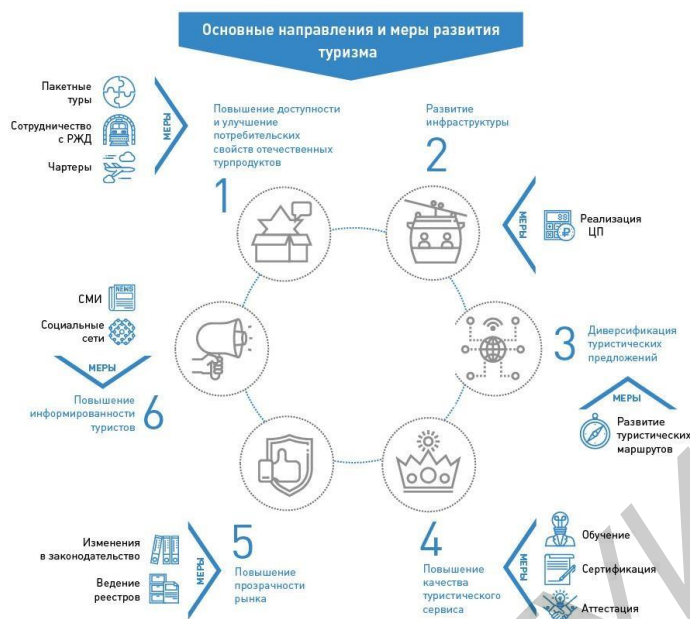 Основные направления и меры развития
туризма
Пакетные
туры
Сотрудничество
с РЖД
Чартеры
МЕРЫ
Повышение доступности
и улучшение
потребительских
свойств отечественных
турпродуктов
1
Развитие
инфраструктуры
2
МЕРЫ
Реализация
ЦП
3
Диверсификация
туристических
предложений
МЕРЫ
Развитие
туристических
маршрутов
4
Повышение
качества
туристического
сервиса
МЕРЫ
Обучение
Сертификация
Аттестация
5
Повышение
прозрачности
рынка
МЕРЫ
Изменения
в законодательство
Ведение
реестров
NEWS
СМИ
Социальные
сети
МЕРЫ
Повышение
информированности
туристов
6